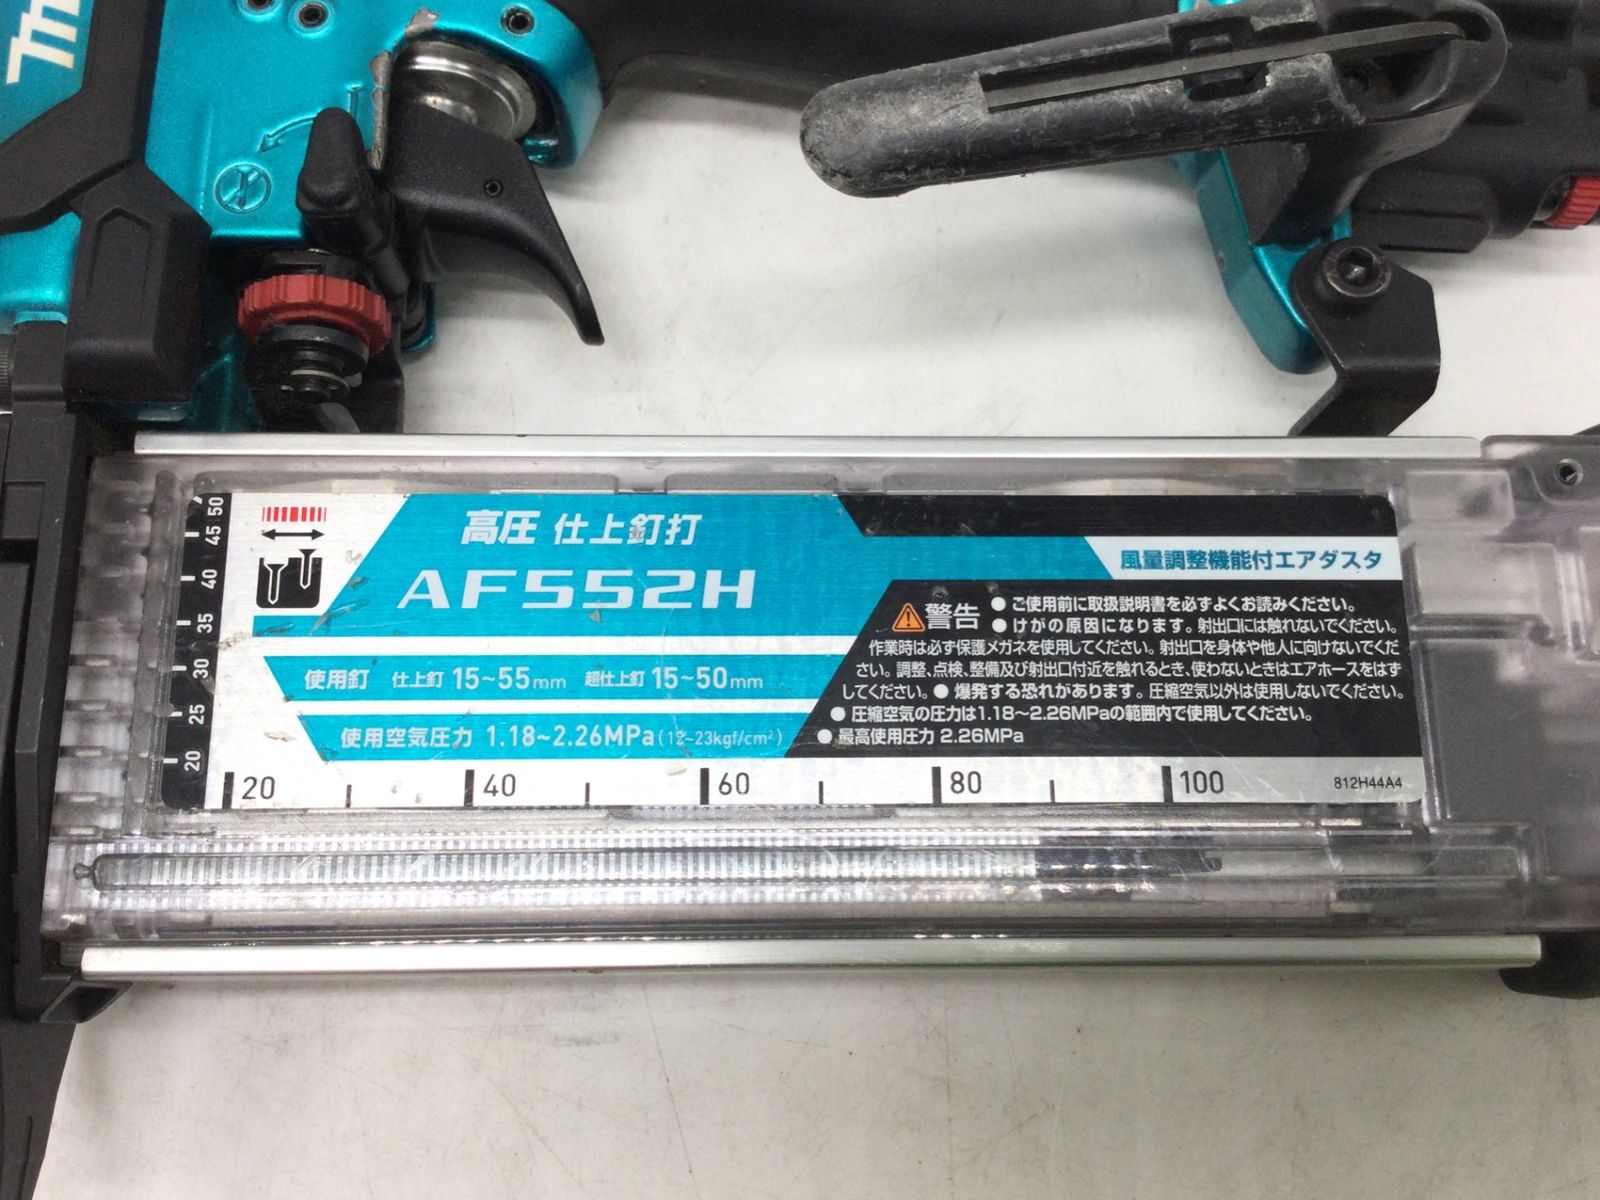 高圧 仕上釘打
AF552H
風量調整機能付エアダスタ
使用釘 仕上釘 15~55mm 超仕上釘 15~50mm
使用空気圧力 1.18~2.26MPa(12~23kgf/cm²)
警告 ●ご使用前に取扱説明書を必ずよくお読みください。
●けがの原因になります。射出口には触れないでください。
作業時は必ず保護メガネを使用してください。射出口を身体や他人に向けないでくだ
さい。調整、点検、整備及び射出口付近を触れるとき、使わないときはエアホースをはず
してください。●爆発する恐れがあります。圧縮空気以外は使用しないでください。
●圧縮空気の圧力は1.18~2.26MPaの範囲内で使用してください。
●最高使用圧力 2.26MPa
50
45
40
35
30
25
20
20 40 60 80 100
812H44A4